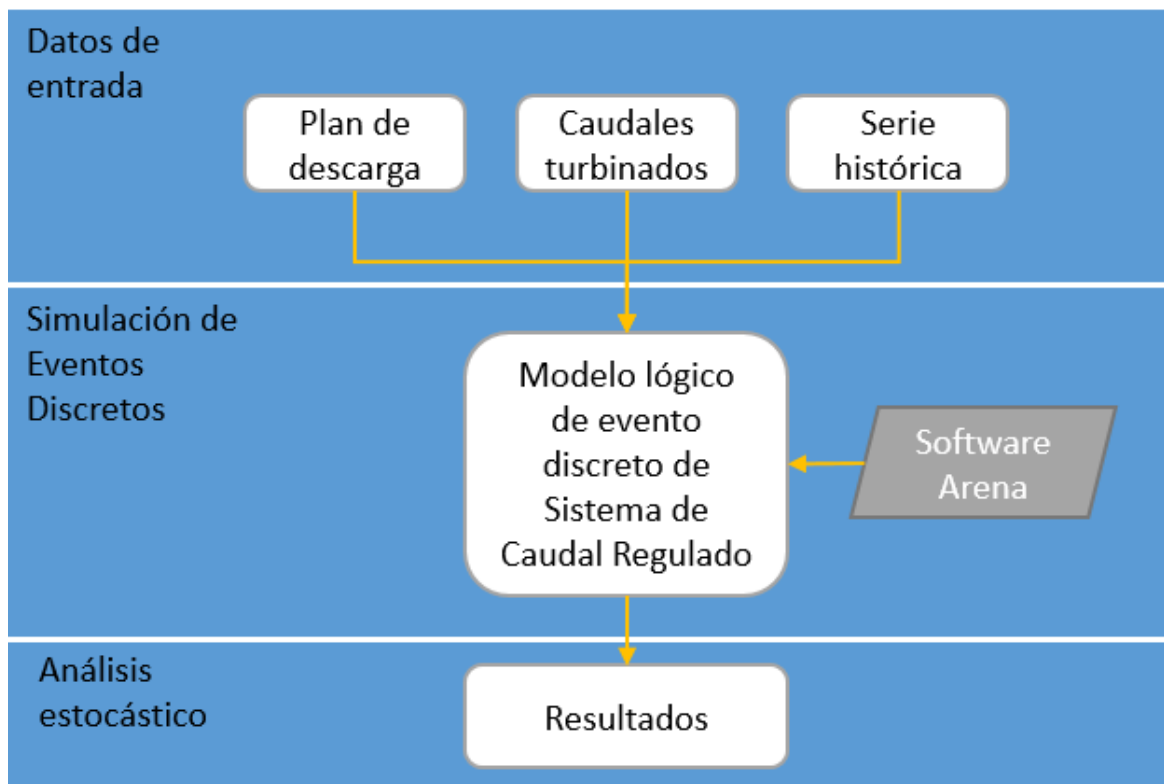 Datos de
entrada
Plan de
descarga
Caudales
turbinados
Serie
histórica
Simulación de
Eventos
Discretos
Modelo lógico
de evento
discreto de
Sistema de
Caudal Regulado
Software
Arena
Análisis
estocástico
Resultados